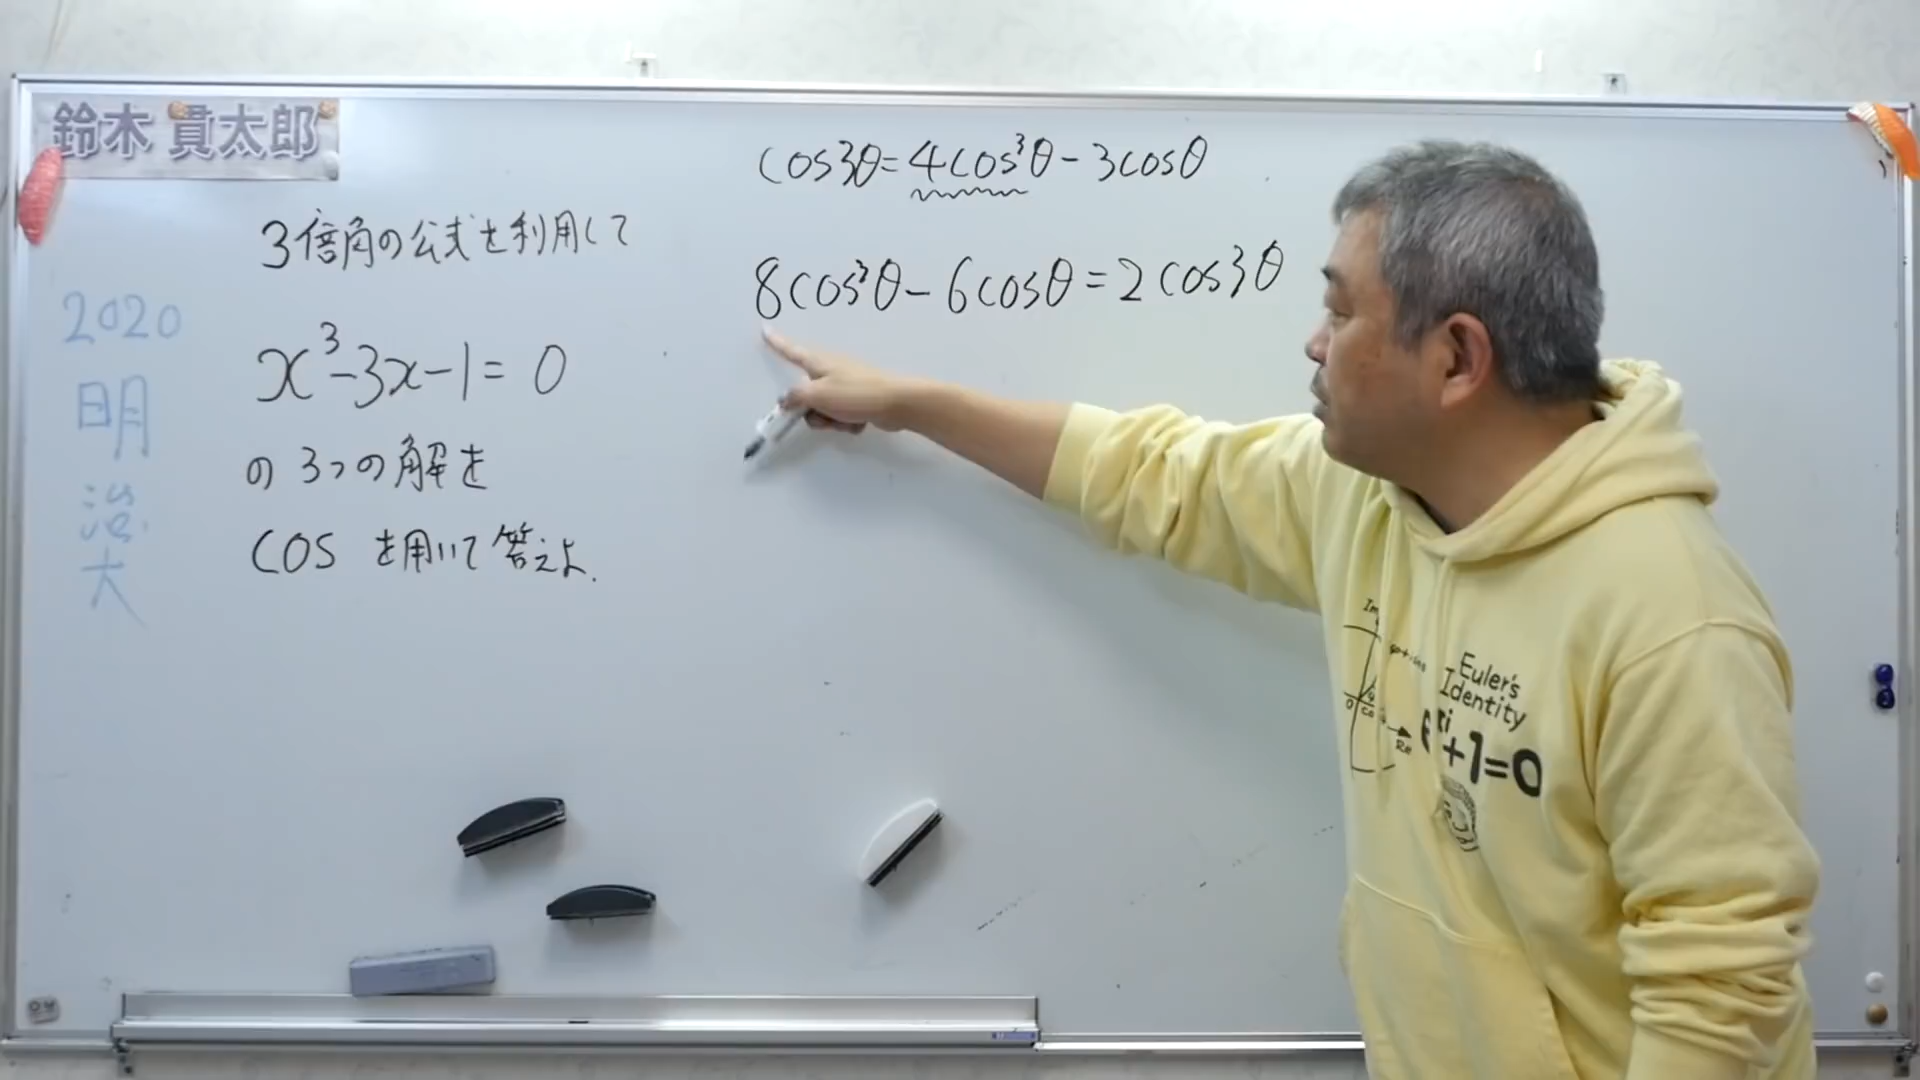 鈴木 貫太郎
2020
明
治
大
3倍角の公式を利用して
x³-3x-1=0
の3つの解を
COS を用いて答えよ.
cos3θ=4cos³θ-3cosθ
8cos³θ-6cosθ=2cos3θ
Euler's
Identity
+1=0